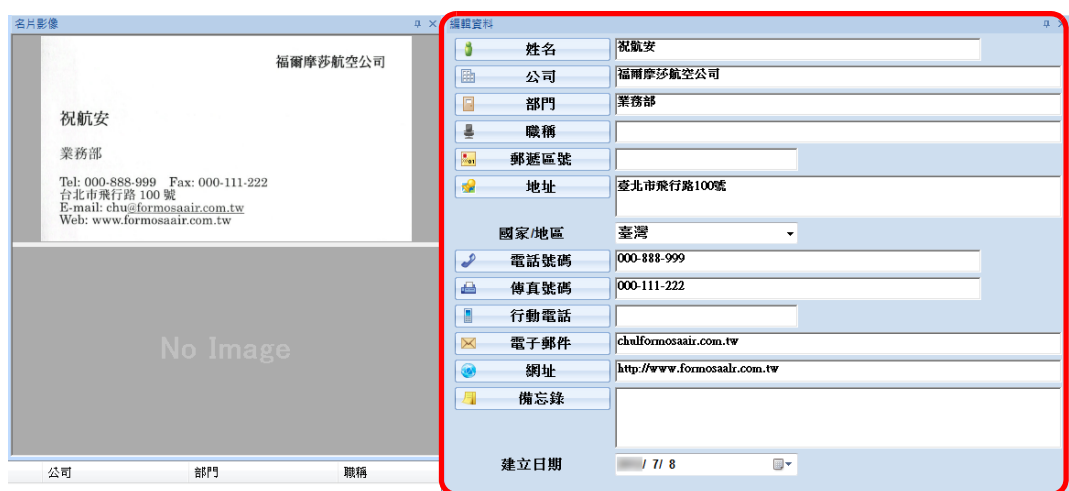 名片影像
福爾摩莎航空公司
祝航安
業務部
Tel: 000-888-999 Fax: 000-111-222
台北市飛行路 100 號
E-mail: chu@formosaair.com.tw
Web: www.formosaair.com.tw
No Image
公司 部門 職稱
編輯資料
姓名 祝航安
公司 福爾摩莎航空公司
部門 業務部
職稱
郵遞區號
地址 臺北市飛行路100號
國家/地區 臺灣
電話號碼 000-888-999
傳真號碼 000-111-222
行動電話
電子郵件 chulformosaair.com.tw
網址 http://www.formosaalr.com.tw
備忘錄
建立日期 / 7/ 8